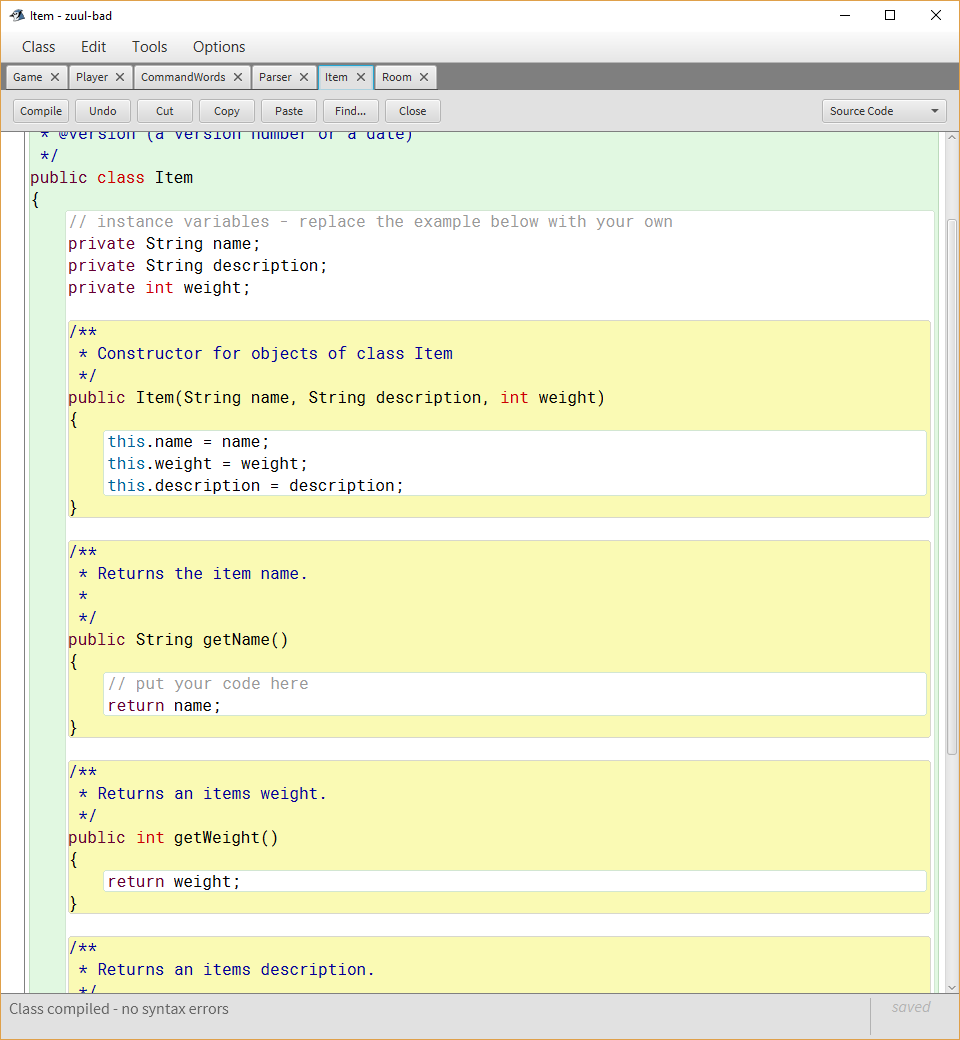 Item - zuul-bad
Class Edit Tools Options
Game Player CommandWords Parser Item Room
Compile Undo Cut Copy Paste Find... Close Source Code
* @version (a version number or a date)
*/
public class Item
{
// instance variables - replace the example below with your own
private String name;
private String description;
private int weight;
/**
* Constructor for objects of class Item
*/
public Item(String name, String description, int weight)
{
this.name = name;
this.weight = weight;
this.description = description;
}
/**
* Returns the item name.
*
*/
public String getName()
{
// put your code here
return name;
}
/**
* Returns an items weight.
*/
public int getWeight()
{
return weight;
}
/**
* Returns an items description.
*/
Class compiled - no syntax errors
saved